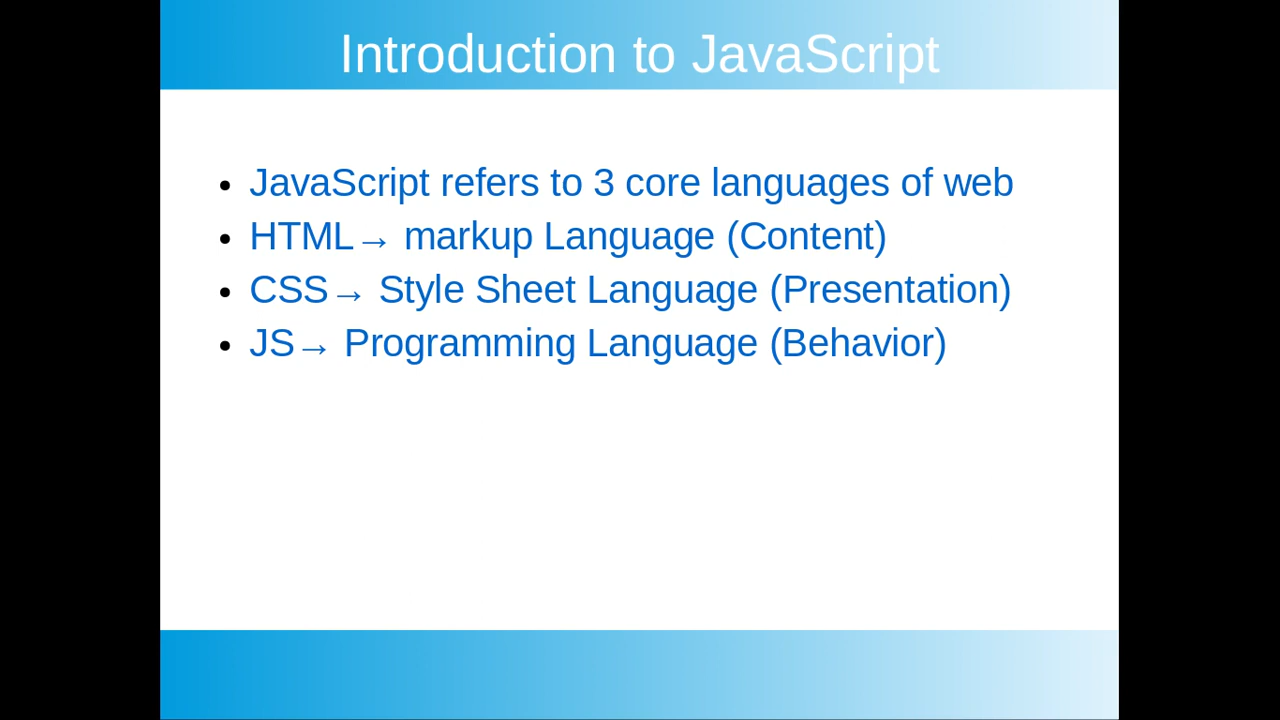 Introduction to JavaScript
• JavaScript refers to 3 core languages of web
• HTML→ markup Language (Content)
• CSS→ Style Sheet Language (Presentation)
• JS→ Programming Language (Behavior)